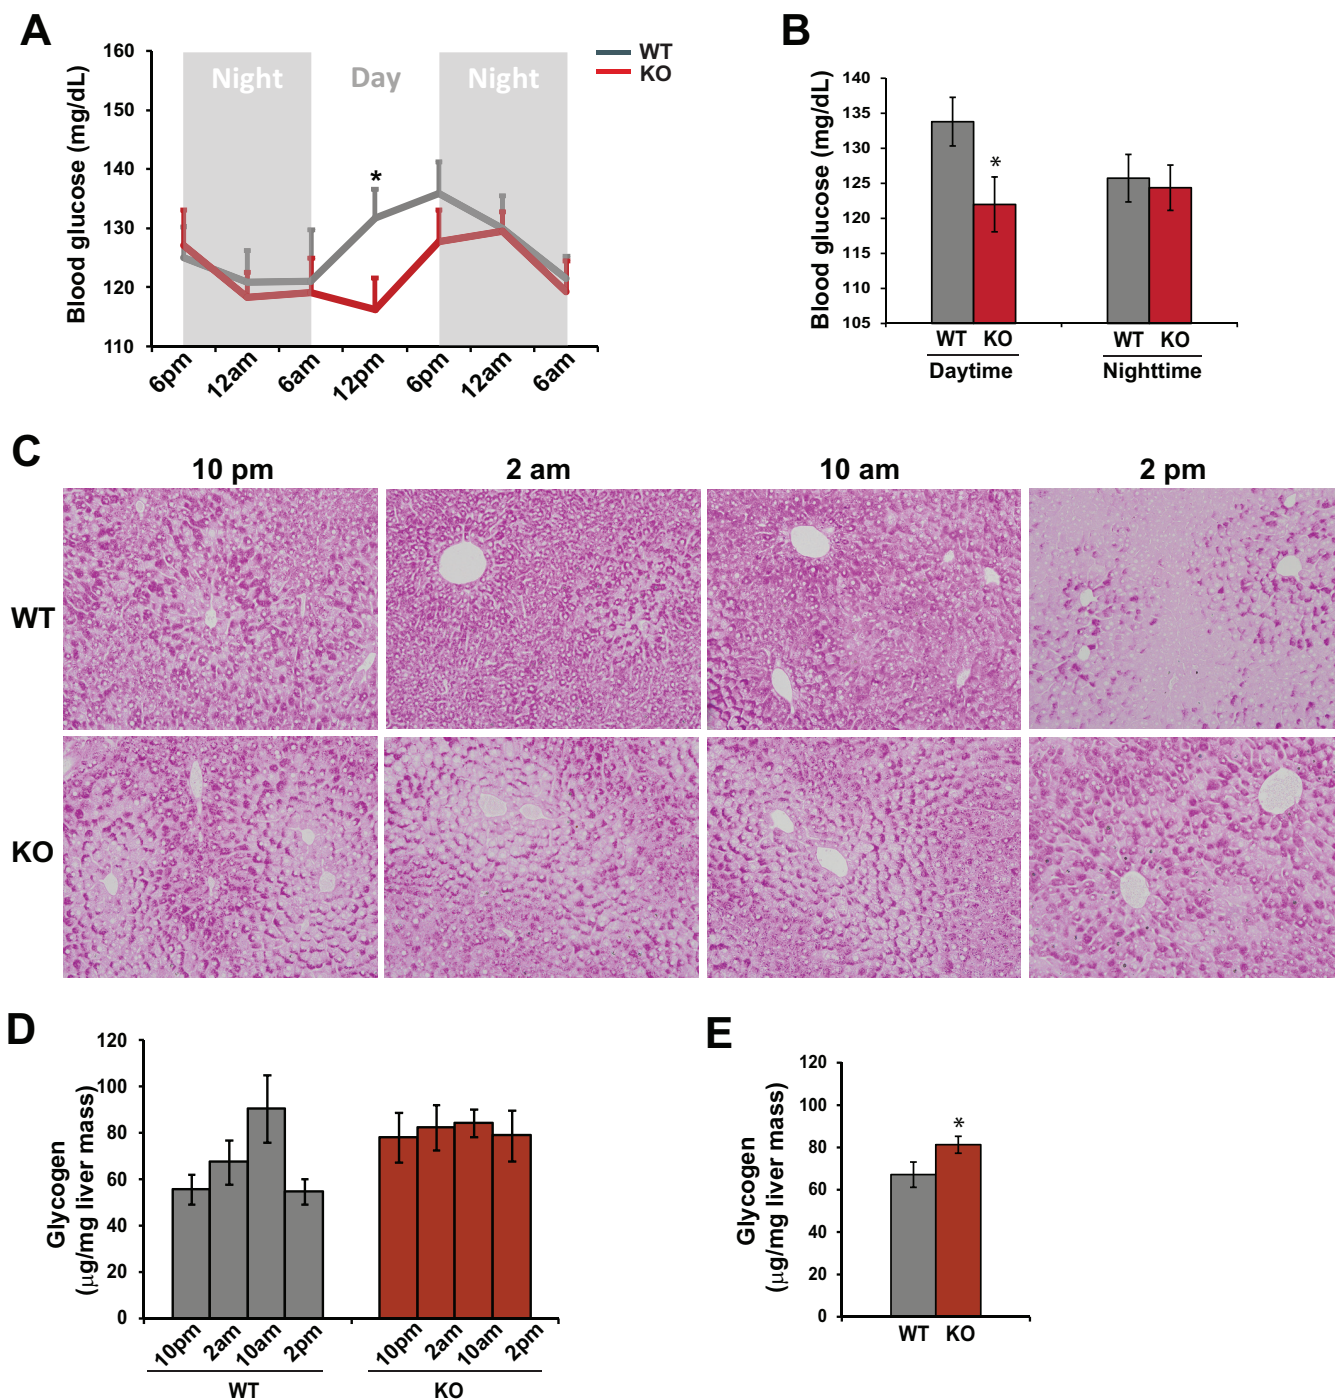 A
160
150
140
130
120
110
Blood glucose (mg/dL)
Night
Day
Night
WT
KO
*
6pm
12am
6am
12pm
6pm
12am
6am
B
140
135
130
125
120
115
110
105
Blood glucose (mg/dL)
*
WT KO
WT KO
Daytime
Nighttime
C
10 pm
2 am
10 am
2 pm
WT
KO
D
120
100
80
60
40
20
0
Glycogen
(μg/mg liver mass)
10pm
2am
10am
2pm
10pm
2am
10am
2pm
WT
KO
E
120
100
80
60
40
20
0
Glycogen
(μg/mg liver mass)
*
WT KO